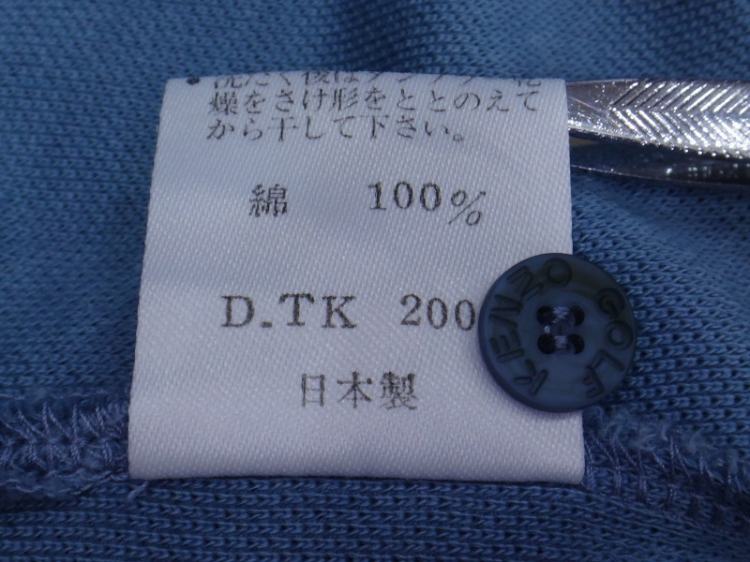 燥をさけ形をととのえて
から干して下さい。
綿 100%
D.TK 200
日本製
KENZO GOLF